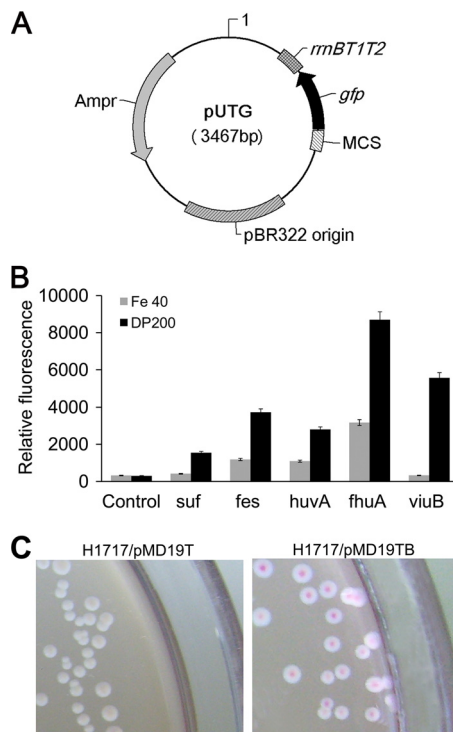 A
1
rrnBT1T2
gfp
Ampr
pUTG
( 3467bp)
MCS
pBR322 origin
B
Relative fluorescence
10000
8000
6000
4000
2000
0
Fe 40
DP200
Control suf fes huvA fhuA viuB
C
H1717/pMD19T H1717/pMD19TB